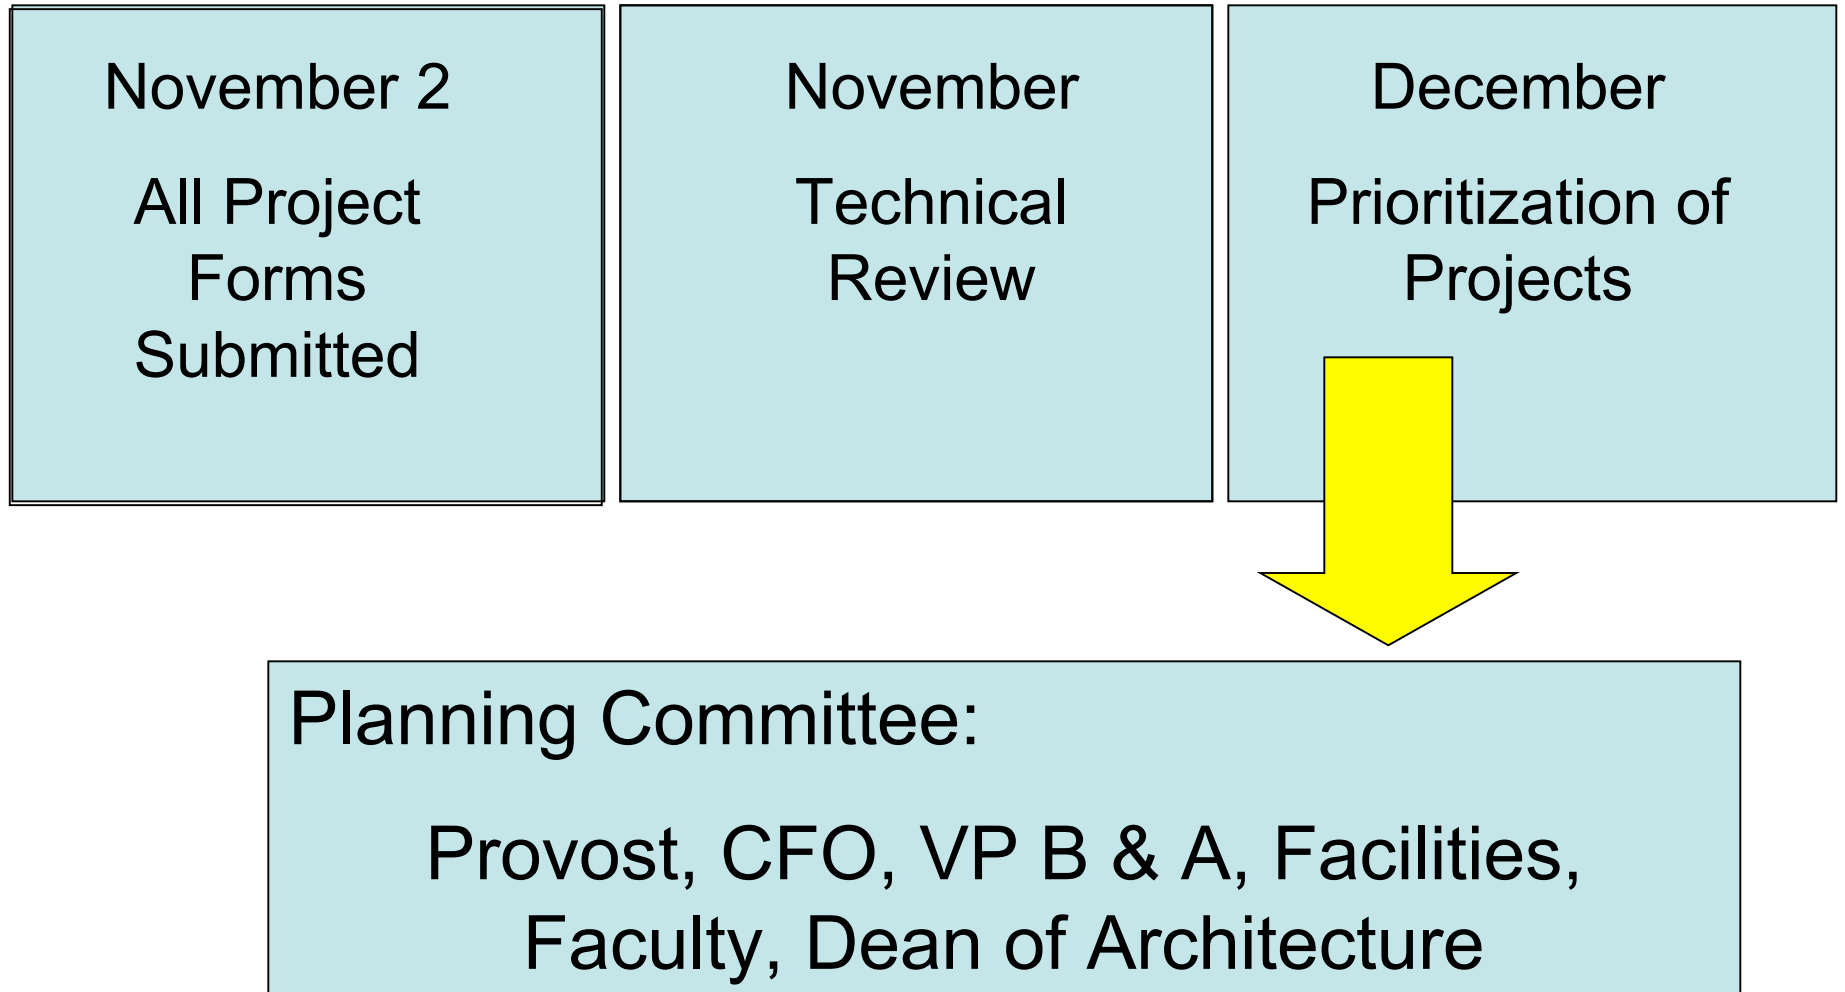 November 2
All Project
Forms
Submitted
November
Technical
Review
December
Prioritization of
Projects
Planning Committee:
Provost, CFO, VP B & A, Facilities,
Faculty, Dean of Architecture